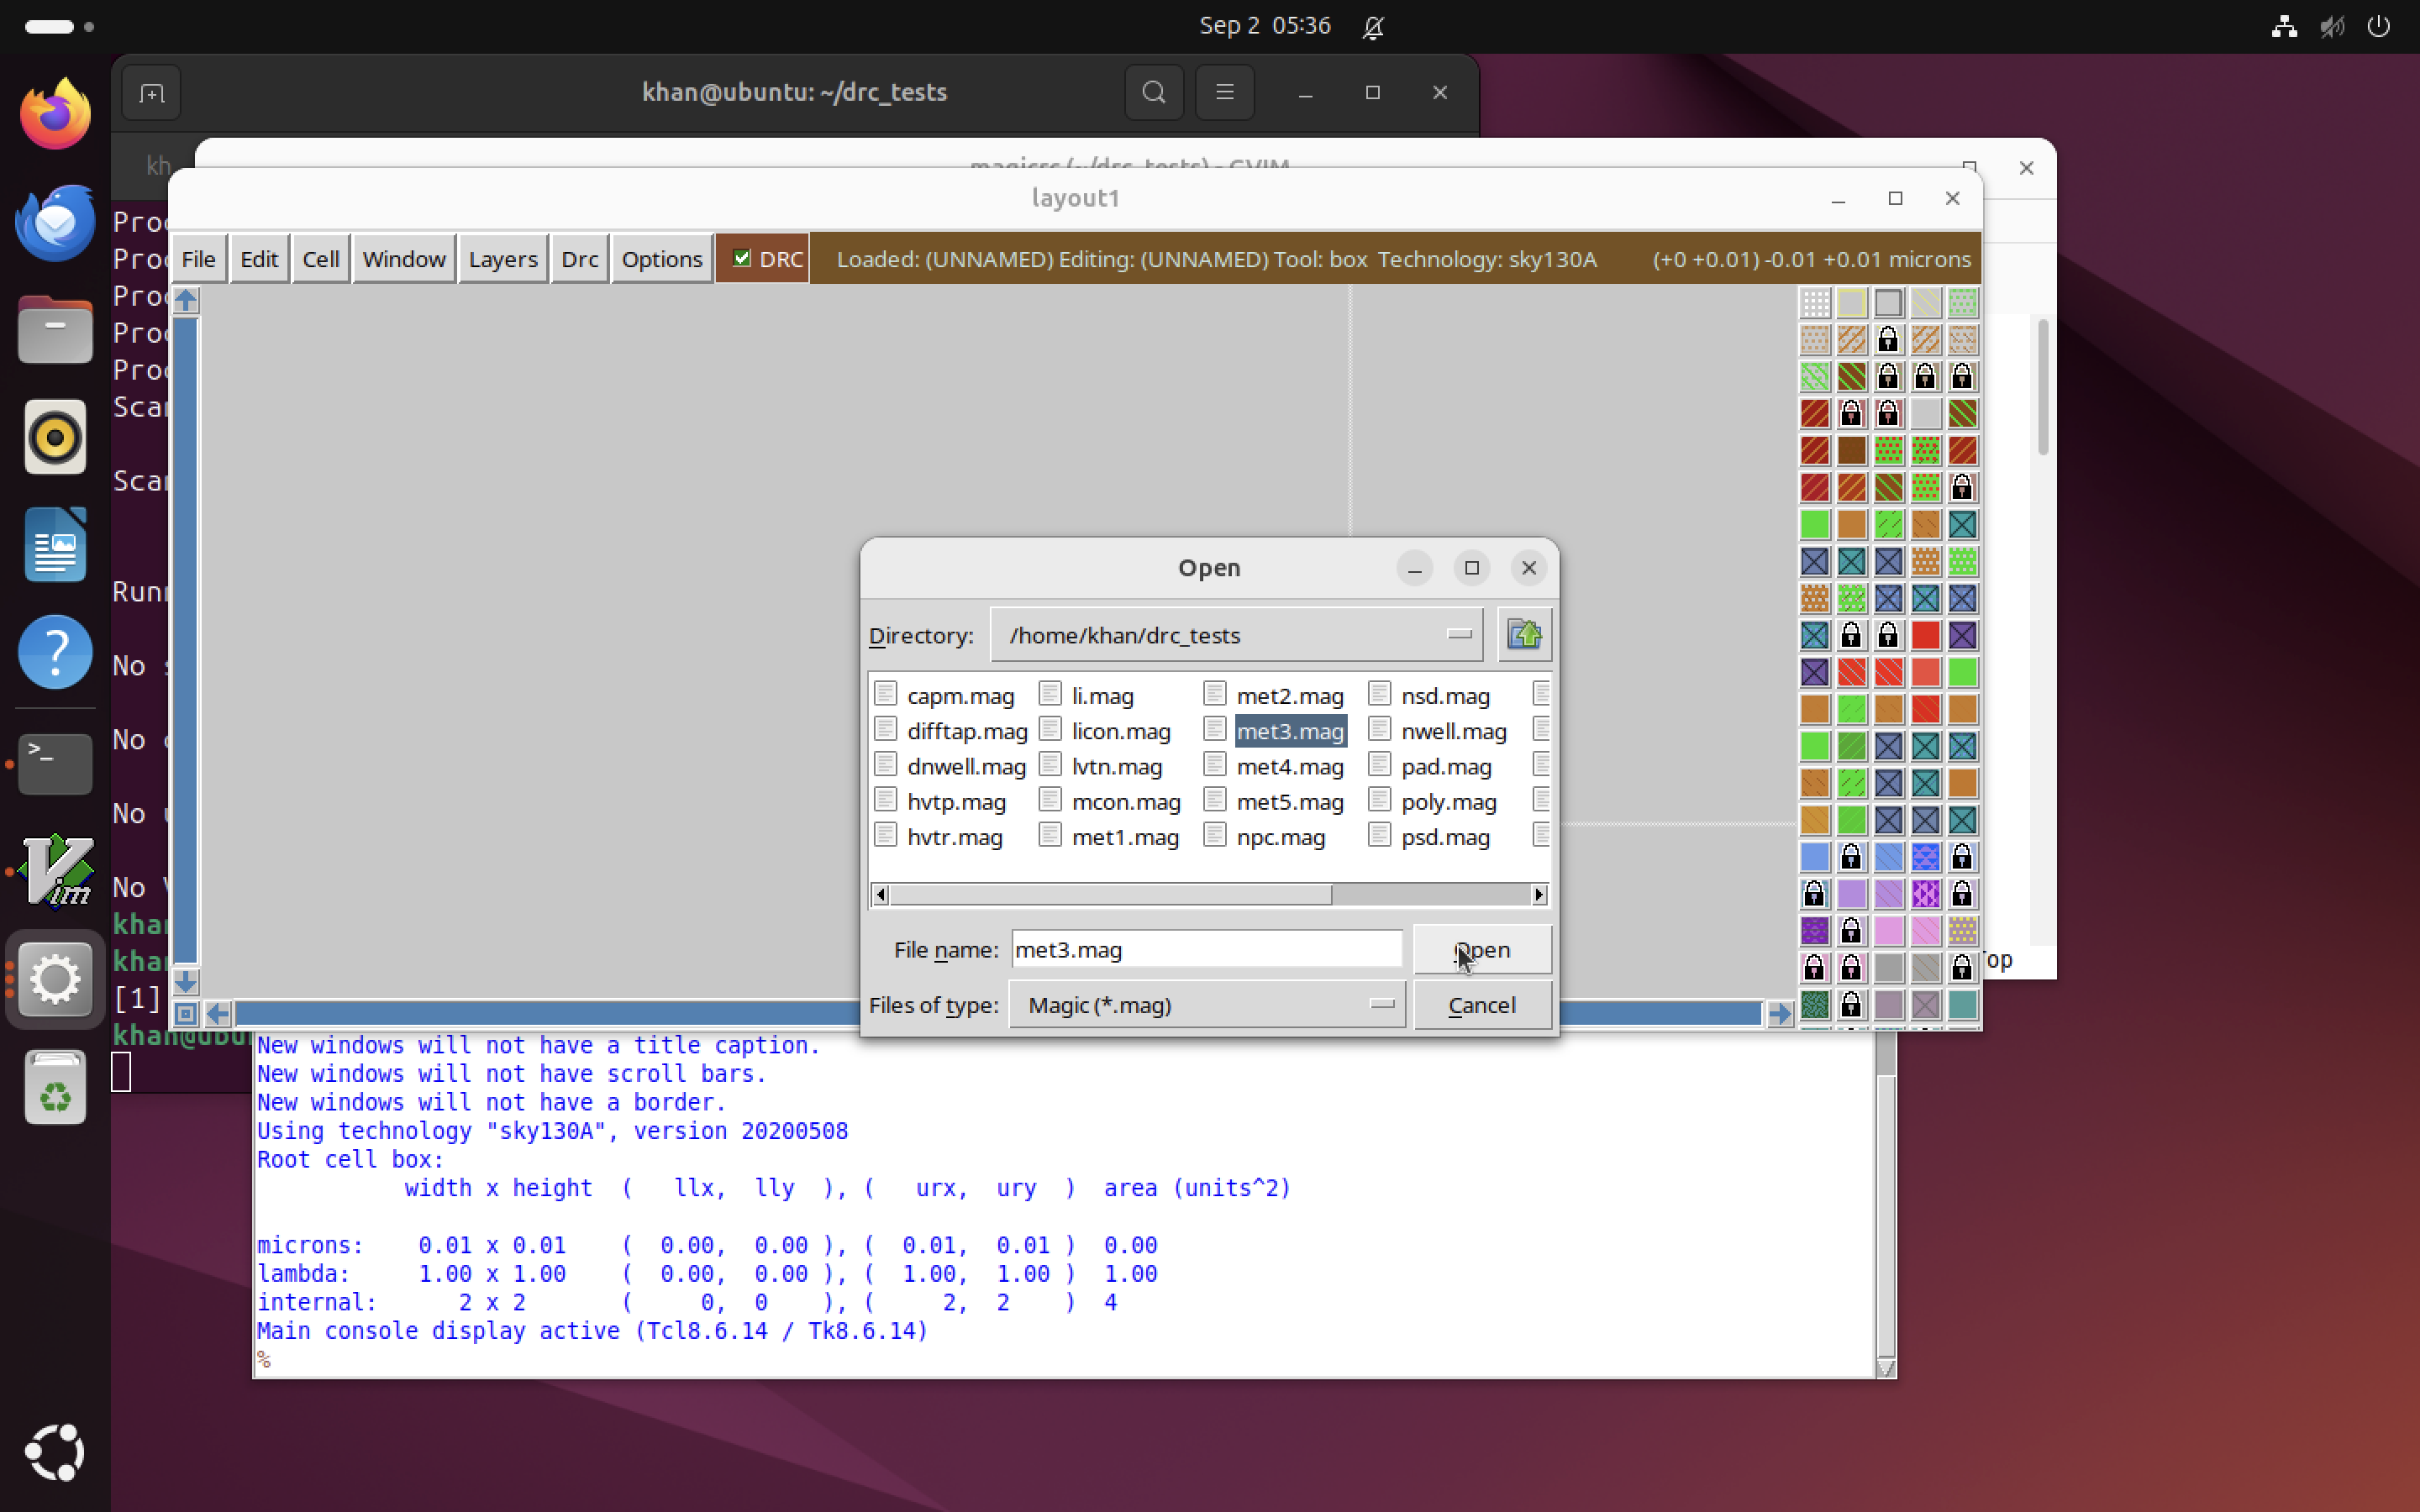 Sep 2 05:36
khan@ubuntu: ~/drc_tests
kh
magicrc (~/drc_tests) - GVIM
layout1
File Edit Cell Window Layers Drc Options DRC Loaded: (UNNAMED) Editing: (UNNAMED) Tool: box Technology: sky130A (+0 +0.01) -0.01 +0.01 microns
Proc
Proc
Proc
Proc
Proc
Scan
Scan
Runn
No s
No
No
No
khan
khan
[1]
khan@ubun
Open
Directory: /home/khan/drc_tests
capm.mag li.mag met2.mag nsd.mag
difftap.mag licon.mag met3.mag nwell.mag
dnwell.mag lvtn.mag met4.mag pad.mag
hvtp.mag mcon.mag met5.mag poly.mag
hvtr.mag met1.mag npc.mag psd.mag
File name: met3.mag Open
Files of type: Magic (*.mag) Cancel
New windows will not have a title caption.
New windows will not have scroll bars.
New windows will not have a border.
Using technology "sky130A", version 20200508
Root cell box:
width x height ( llx, lly ), ( urx, ury ) area (units^2)
microns: 0.01 x 0.01 ( 0.00, 0.00 ), ( 0.01, 0.01 ) 0.00
lambda: 1.00 x 1.00 ( 0.00, 0.00 ), ( 1.00, 1.00 ) 1.00
internal: 2 x 2 ( 0, 0 ), ( 2, 2 ) 4
Main console display active (Tcl8.6.14 / Tk8.6.14)
%